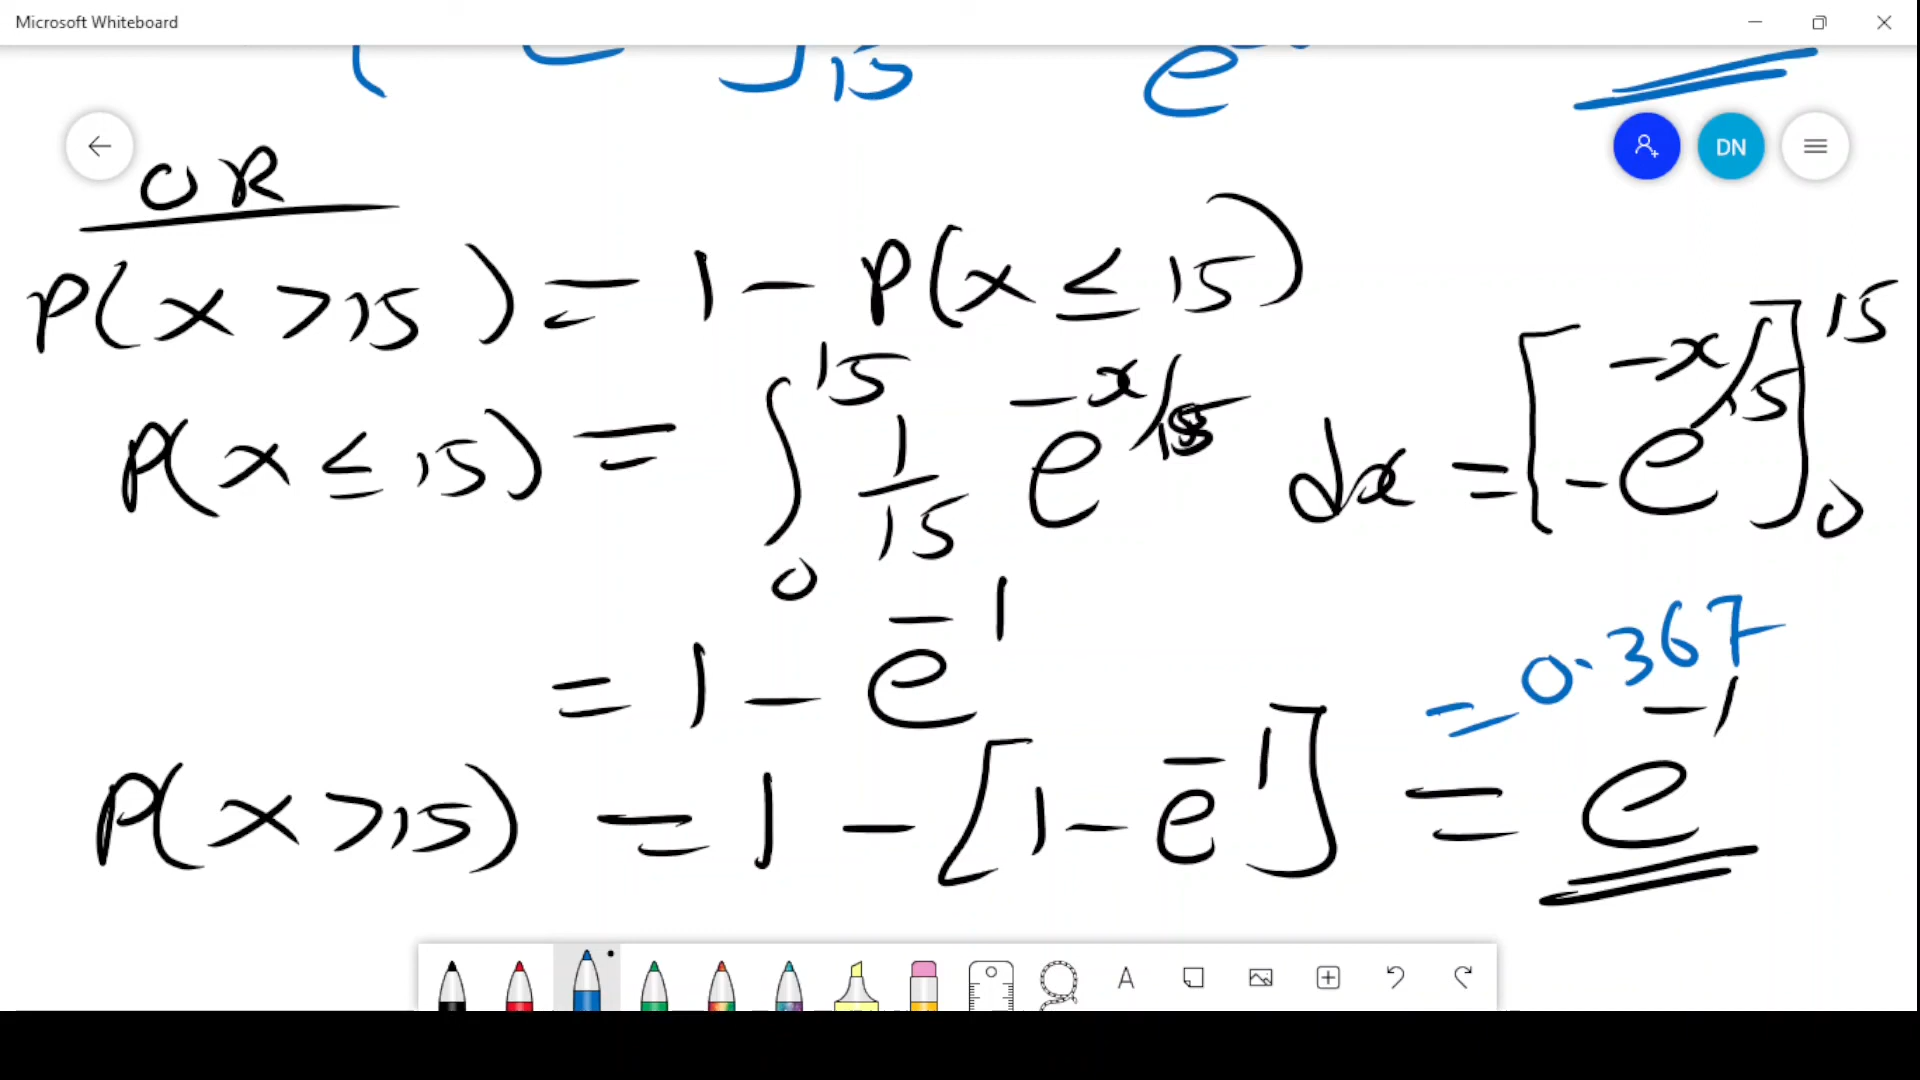 Microsoft Whiteboard
15 e
OR
DN
P(x >15) = 1 - P(x ≤ 15)
P(x ≤ 15) = ∫₀¹⁵ 1/15 e^(-x/15) dx = [-e^(-x/15)]₀¹⁵
= 1 - e^-1
= 0.367
P(x >15) = 1 - [1 - e^-1] = e^-1
A